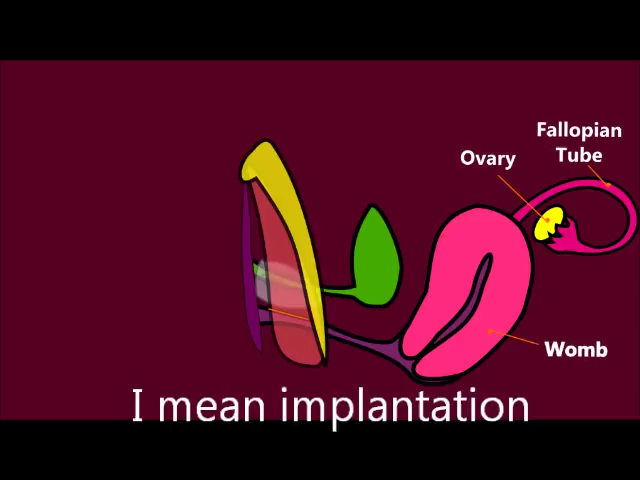 Fallopian
Tube
Ovary
Womb
I mean implantation